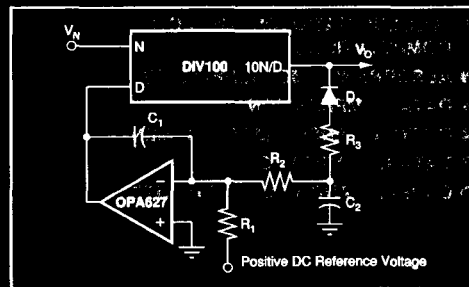 V_N
N
DIV100 10N/D
V_O
D
D_1
C_1
R_3
R_2
OPA627
−
+
C_2
R_1
Positive DC Reference Voltage